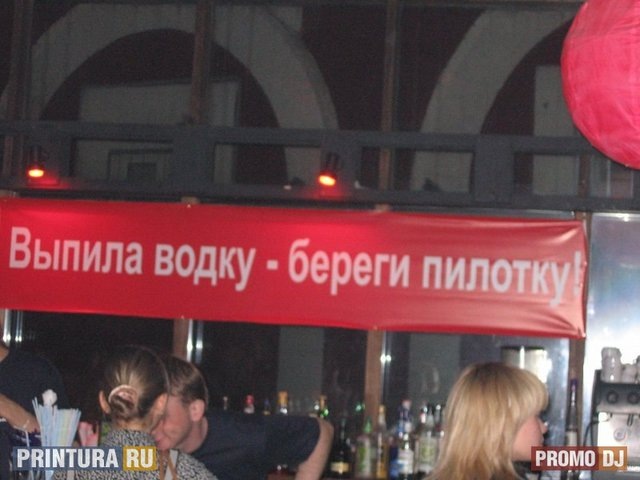 Выпила водку - береги пилотку!
PRINTURA RU
PROMO DJ